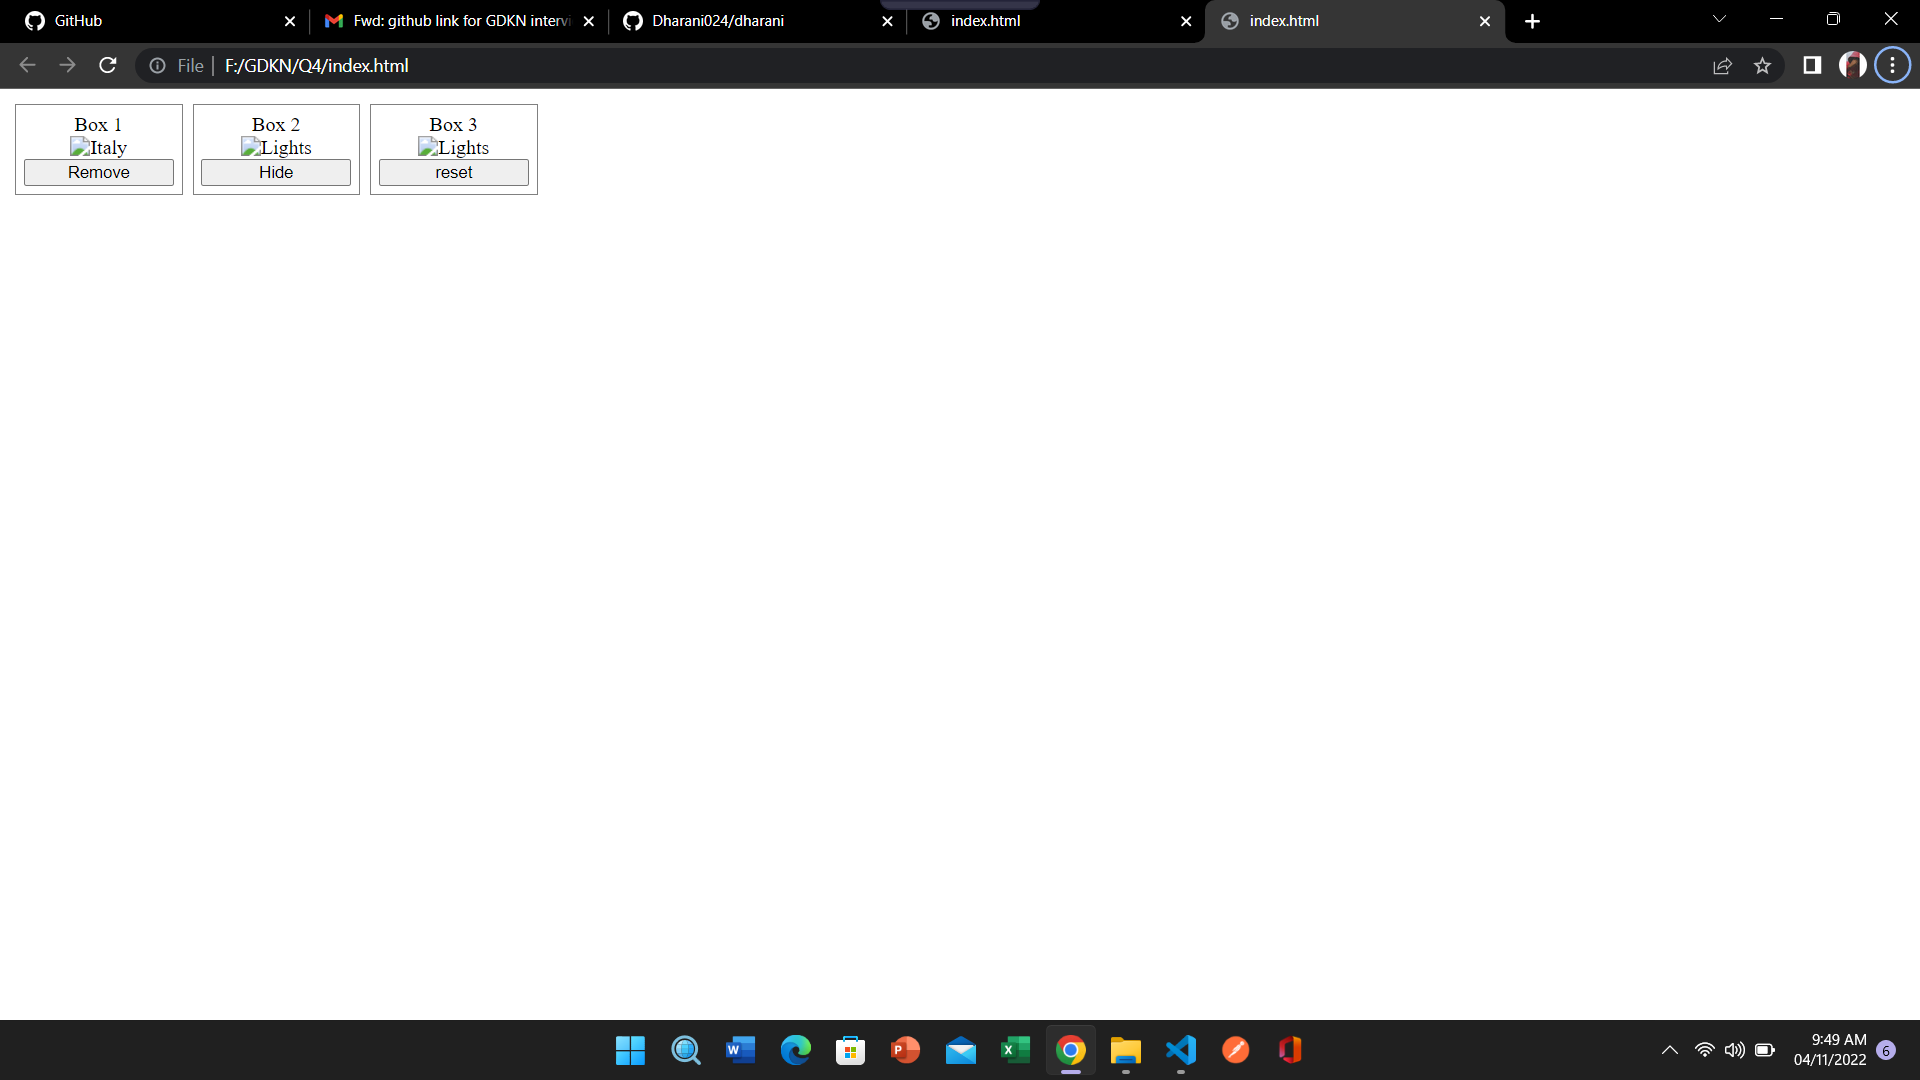 GitHub
Fwd: github link for GDKN intervi
Dharani024/dharani
index.html
index.html
File | F:/GDKN/Q4/index.html
Box 1
Italy
Remove
Box 2
Lights
Hide
Box 3
Lights
reset
9:49 AM
04/11/2022
6